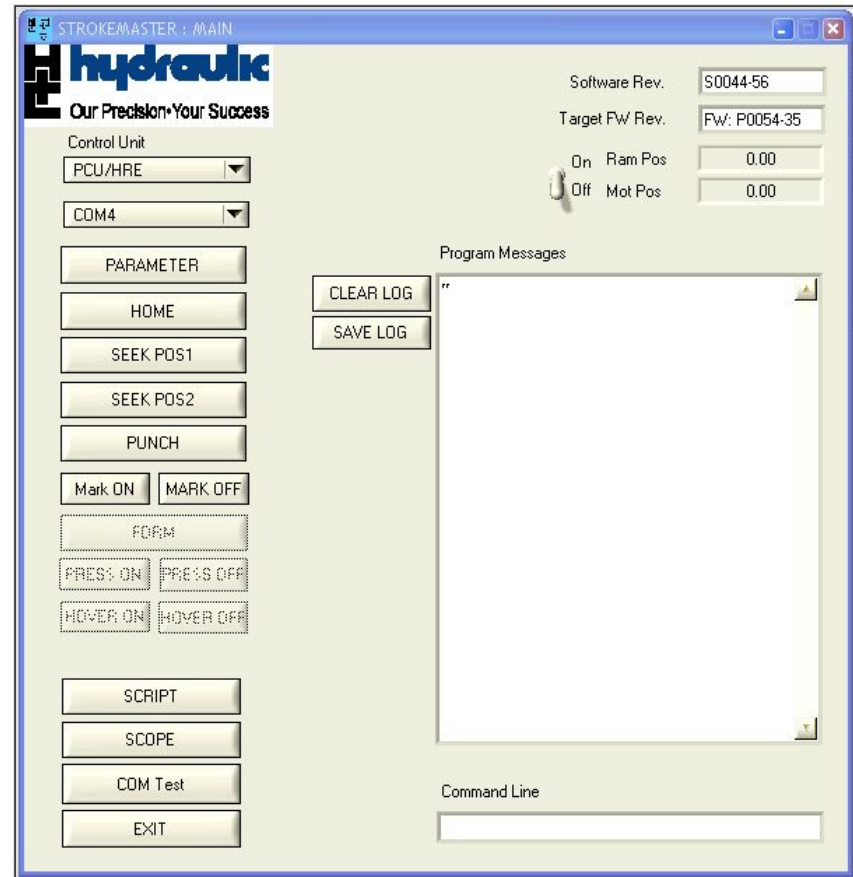 STROKEMASTER : MAIN
hydraulic
Our Precision•Your Success
Software Rev. S0044-56
Target FW Rev. FW: P0054-35
On Ram Pos 0.00
Off Mot Pos 0.00
Control Unit
PCU/HRE
COM4
PARAMETER
HOME
SEEK POS1
SEEK POS2
PUNCH
Mark ON MARK OFF
FORM
PRESS ON PRESS OFF
HOVER ON HOVER OFF
SCRIPT
SCOPE
COM Test
EXIT
CLEAR LOG
SAVE LOG
Program Messages
"
Command Line